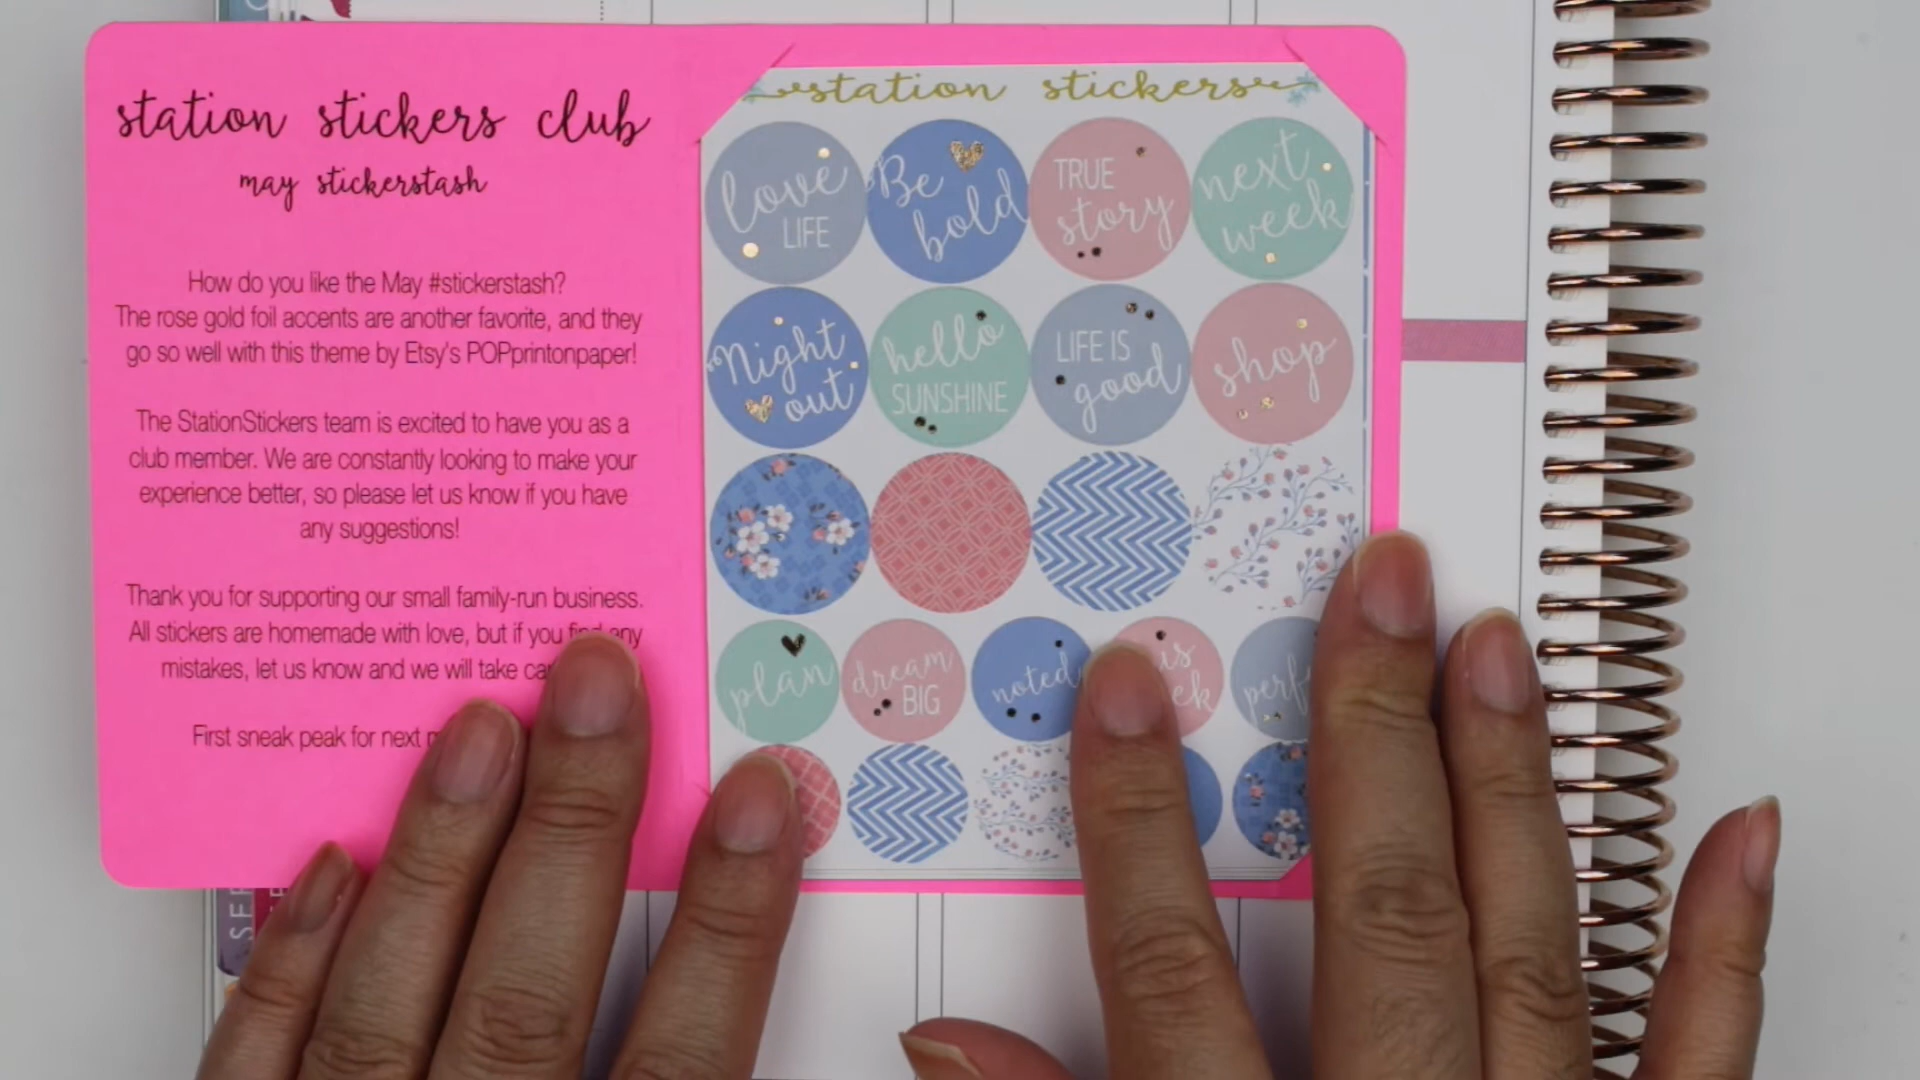 station stickers club
may stickerstash
How do you like the May #stickerstash?
The rose gold foil accents are another favorite, and they
go so well with this theme by Etsy's POPprintonpaper!
The StationStickers team is excited to have you as a
club member. We are constantly looking to make your
experience better, so please let us know if you have
any suggestions!
Thank you for supporting our small family-run business.
All stickers are homemade with love, but if you find any
mistakes, let us know and we will take
First sneak peak for next
station stickers
love
LIFE
Be
bold
TRUE
story
next
week
Night
out
hello
SUNSHINE
LIFE IS
good
shop
plan
dream
BIG
noted